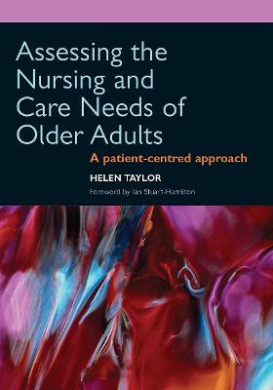 Assessing the
Nursing and
Care Needs of
Older Adults
A patient-centred approach
HELEN TAYLOR
Foreword by Ian Stuart-Hamilton